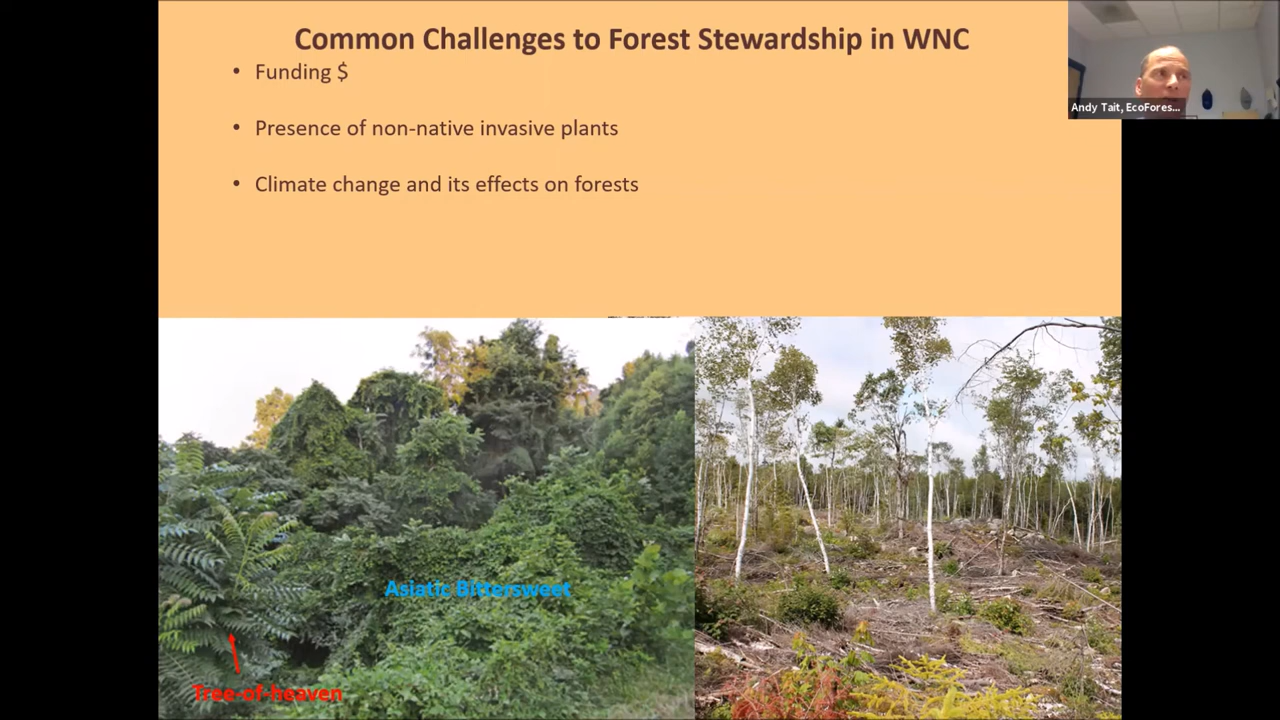 Common Challenges to Forest Stewardship in WNC
• Funding $
• Presence of non-native invasive plants
• Climate change and its effects on forests
Andy Tait, EcoFores...
Asiatic Bittersweet
Tree-of-heaven